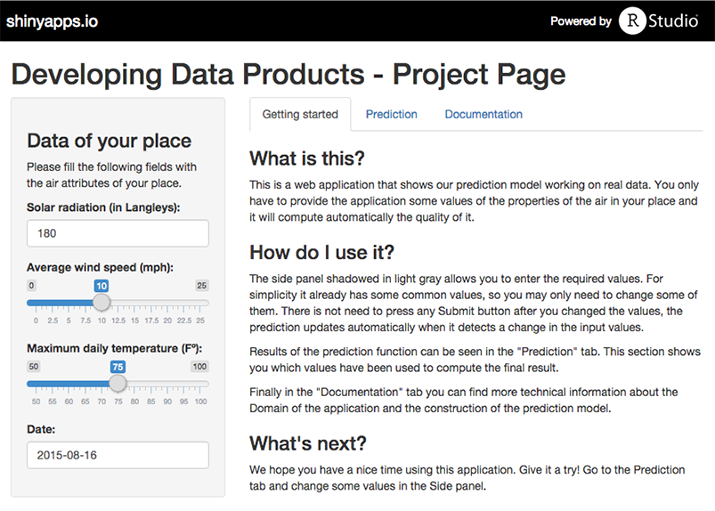 shinyapps.io
Powered by R Studio
Developing Data Products - Project Page
Data of your place
Please fill the following fields with
the air attributes of your place.
Solar radiation (in Langleys):
180
Average wind speed (mph):
0 10 25
0 2.5 5 7.5 10 12.5 15 17.5 20 22.5 25
Maximum daily temperature (Fº):
50 75 100
50 55 60 65 70 75 80 85 90 95 100
Date:
2015-08-16
Getting started Prediction Documentation
What is this?
This is a web application that shows our prediction model working on real data. You only
have to provide the application some values of the properties of the air in your place and
it will compute automatically the quality of it.
How do I use it?
The side panel shadowed in light gray allows you to enter the required values. For
simplicity it already has some common values, so you may only need to change some of
them. There is not need to press any Submit button after you changed the values, the
prediction updates automatically when it detects a change in the input values.
Results of the prediction function can be seen in the "Prediction" tab. This section shows
you which values have been used to compute the final result.
Finally in the "Documentation" tab you can find more technical information about the
Domain of the application and the construction of the prediction model.
What's next?
We hope you have a nice time using this application. Give it a try! Go to the Prediction
tab and change some values in the Side panel.